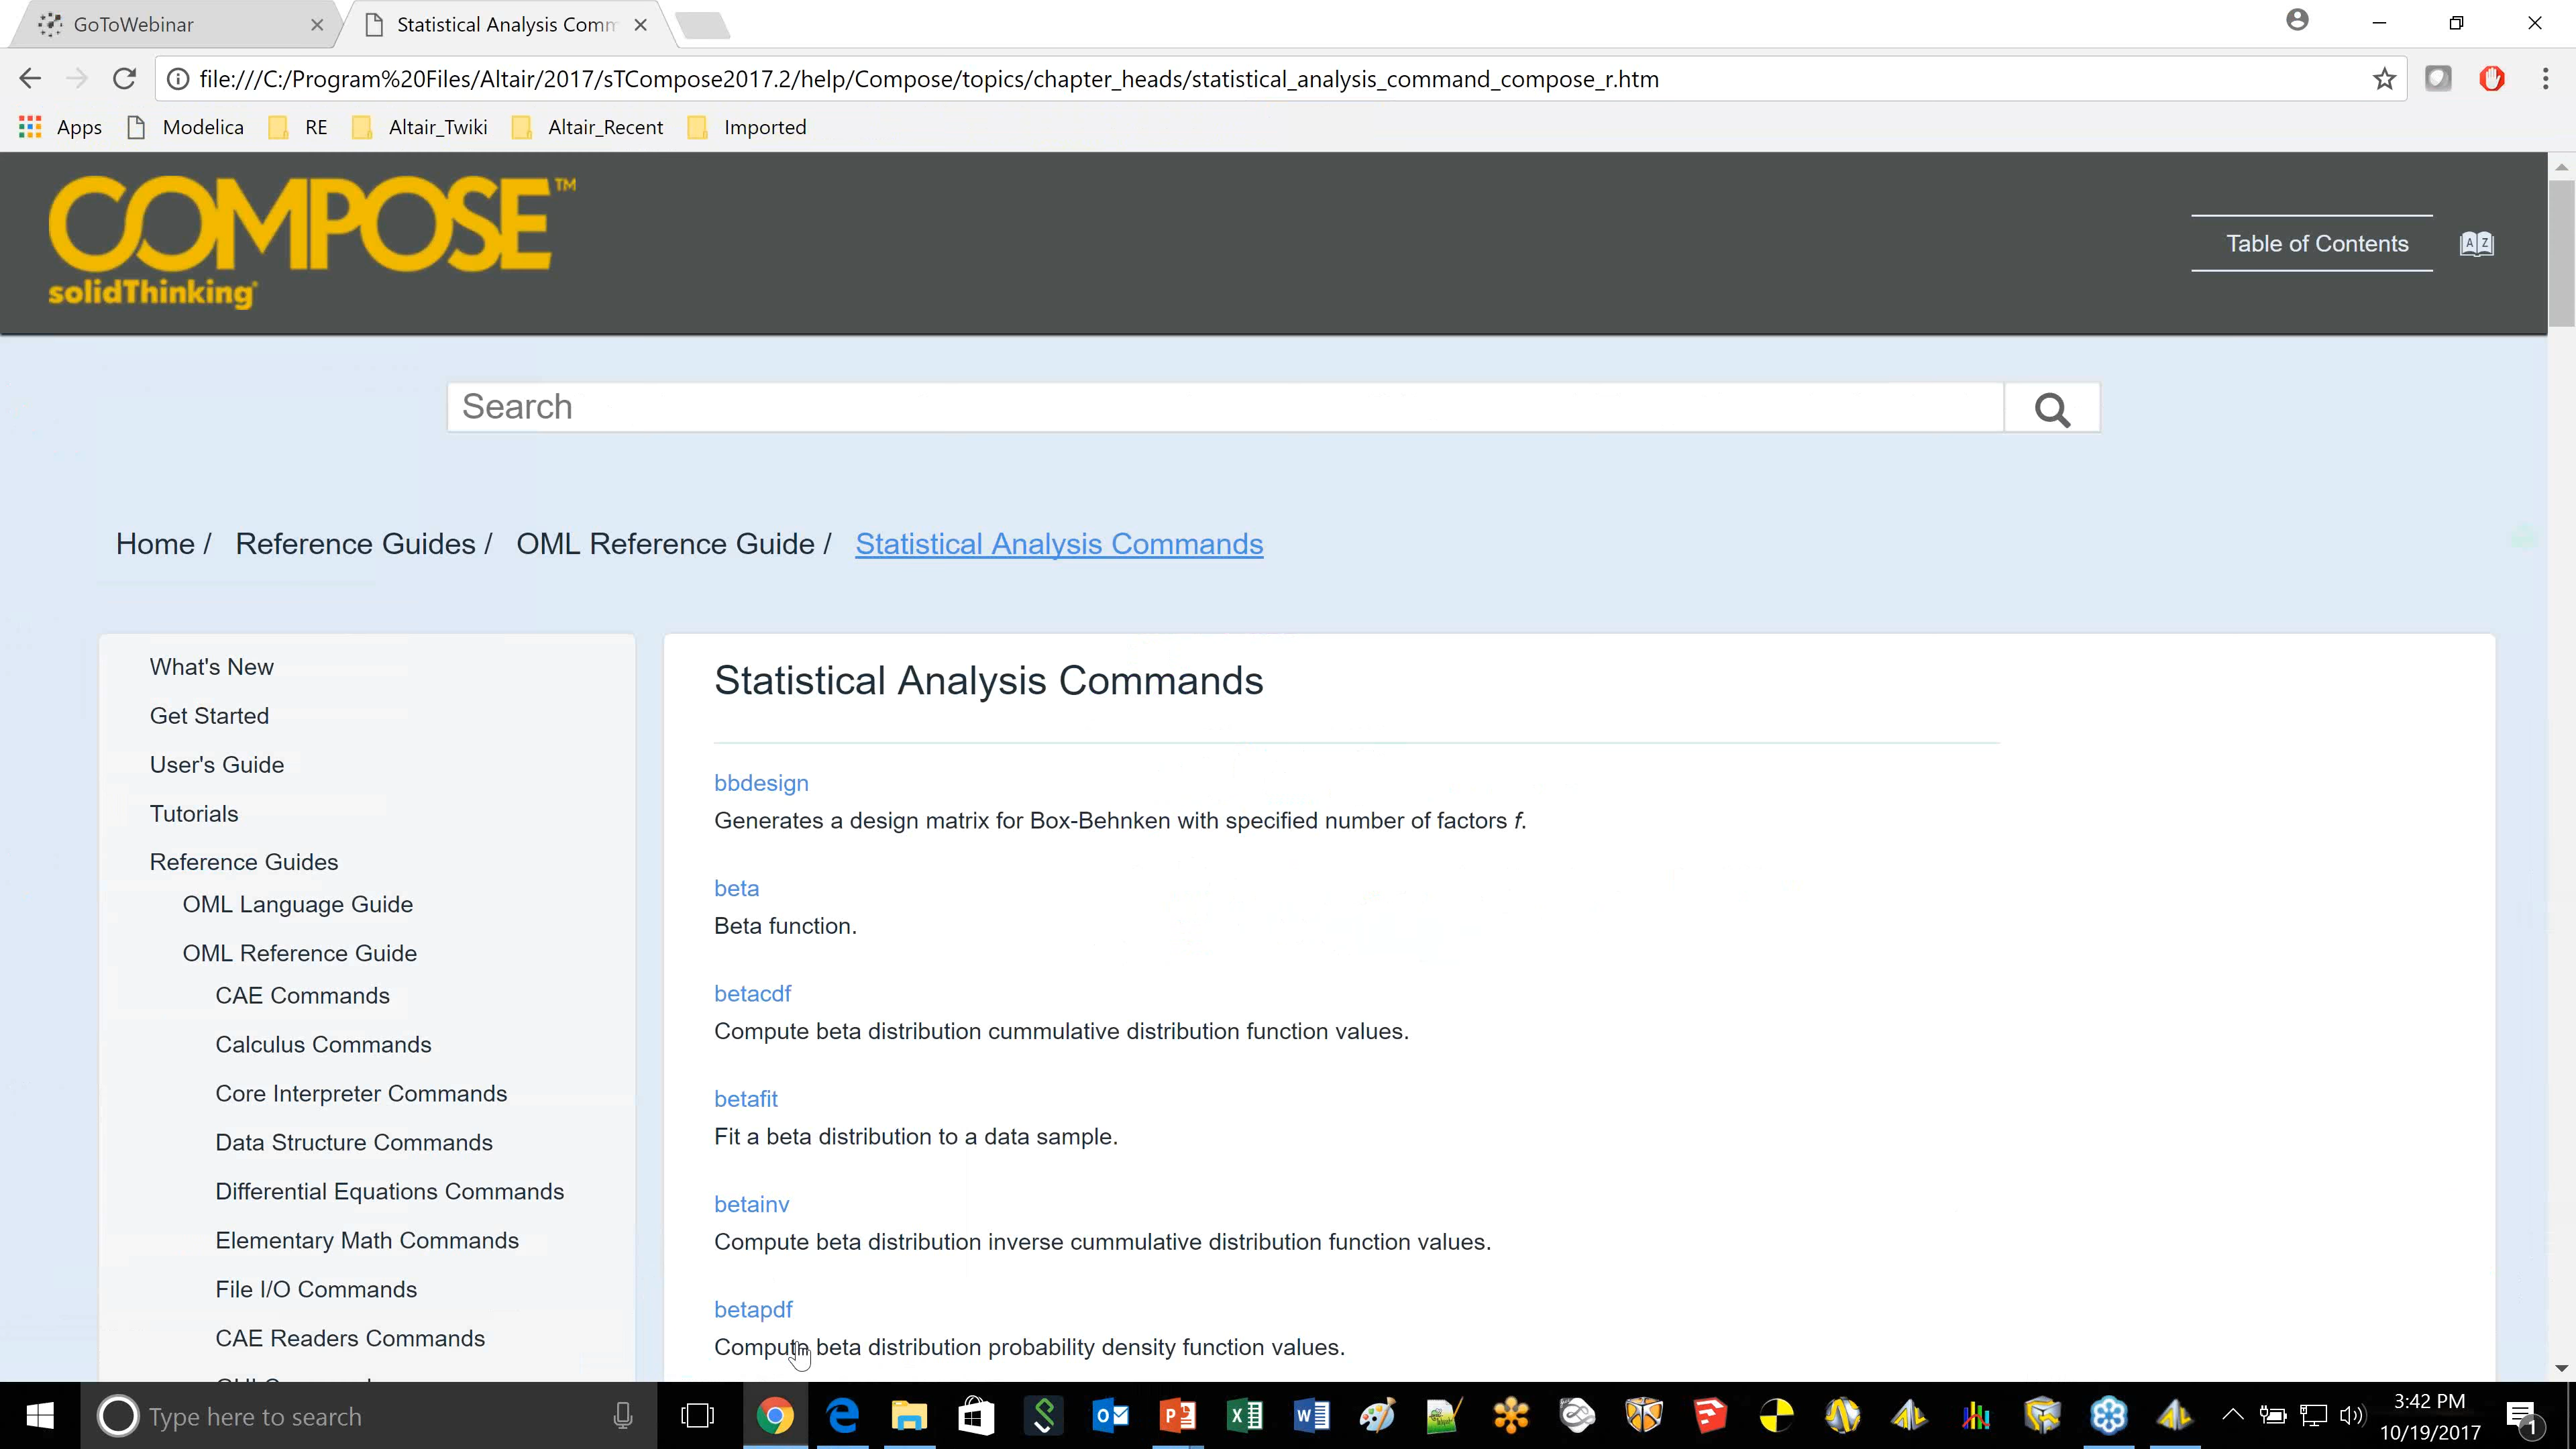 GoToWebinar
Statistical Analysis Comm
file:///C:/Program%20Files/Altair/2017/sTCompose2017.2/help/Compose/topics/chapter_heads/statistical_analysis_command_compose_r.htm
Apps Modelica RE Altair_Twiki Altair_Recent Imported
COMPOSE™
solidThinking
Table of Contents
A Z
Search
Home / Reference Guides / OML Reference Guide / Statistical Analysis Commands
What's New
Get Started
User's Guide
Tutorials
Reference Guides
OML Language Guide
OML Reference Guide
CAE Commands
Calculus Commands
Core Interpreter Commands
Data Structure Commands
Differential Equations Commands
Elementary Math Commands
File I/O Commands
CAE Readers Commands
Statistical Analysis Commands
bbdesign
Generates a design matrix for Box-Behnken with specified number of factors f.
beta
Beta function.
betacdf
Compute beta distribution cummulative distribution function values.
betafit
Fit a beta distribution to a data sample.
betainv
Compute beta distribution inverse cummulative distribution function values.
betapdf
Compute beta distribution probability density function values.
Type here to search
3:42 PM
10/19/2017
1